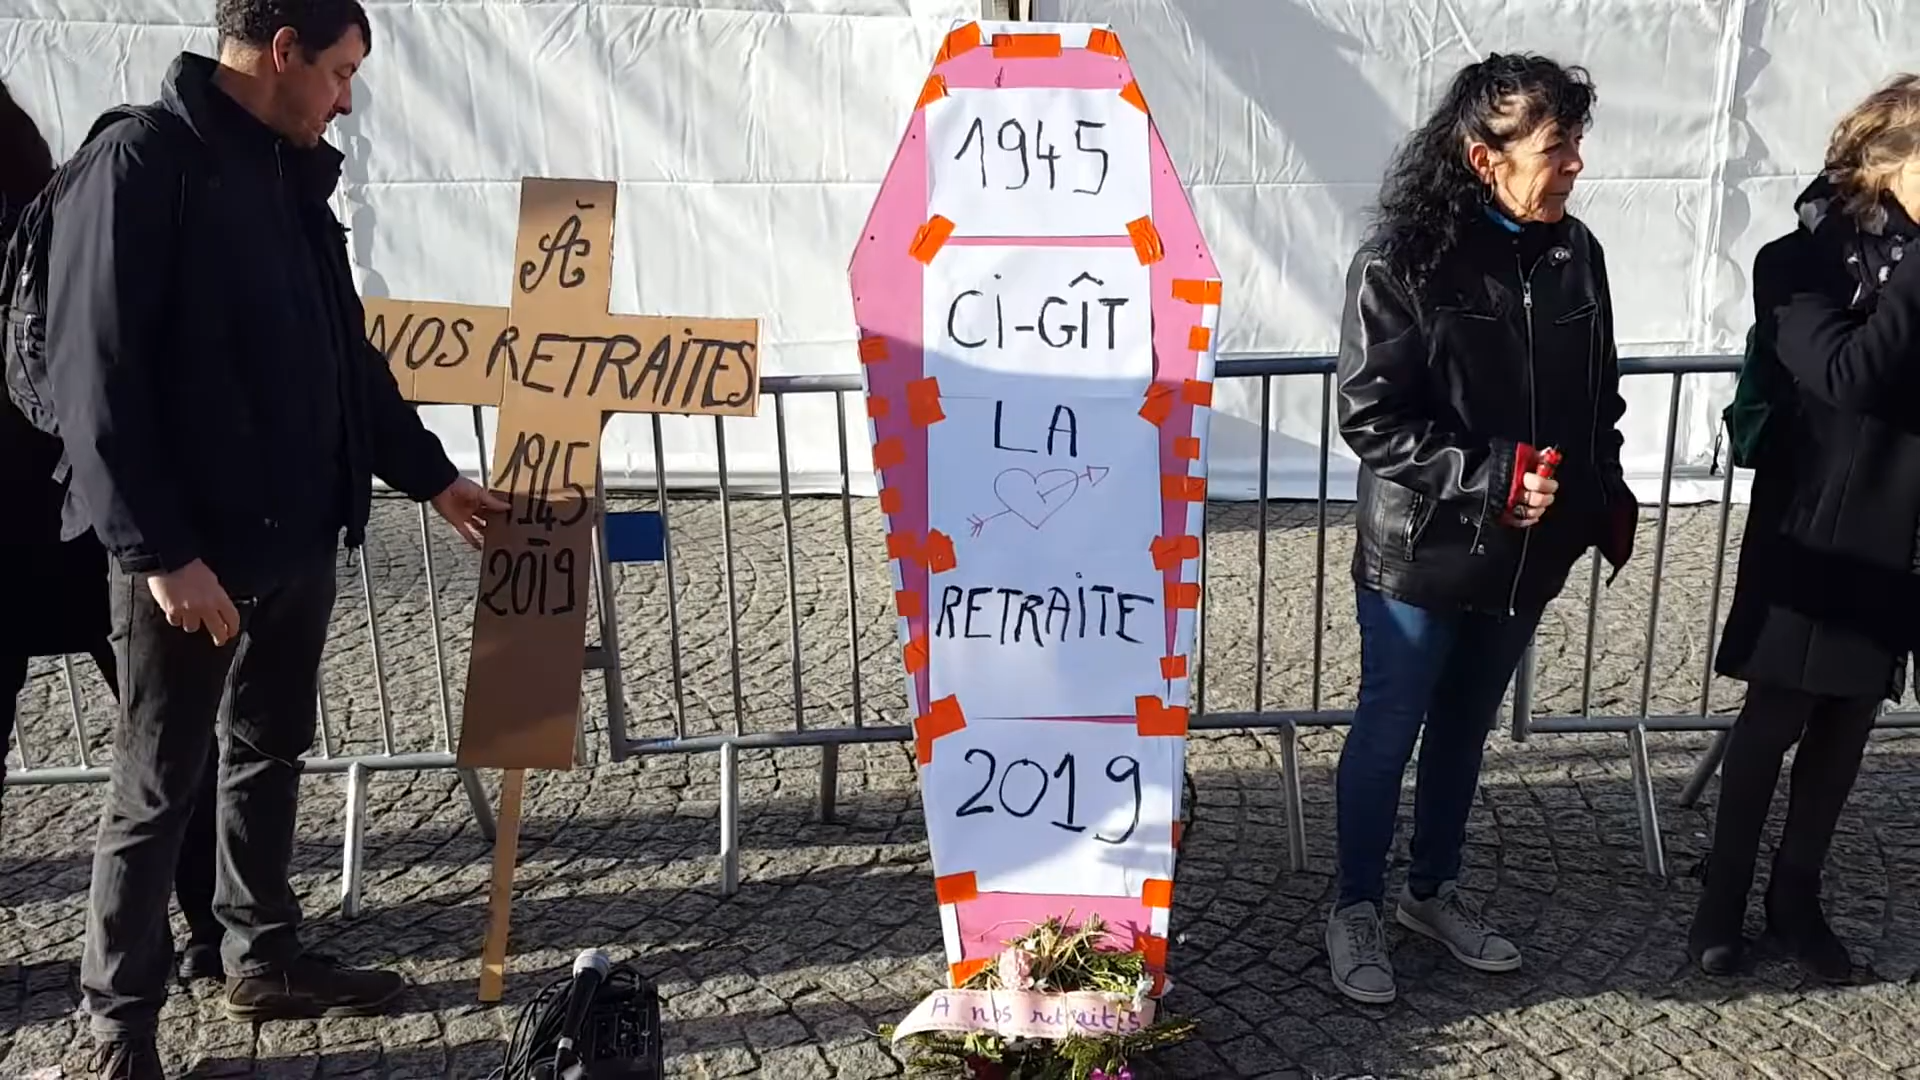 À
NOS RETRAITES
1945
-
2019
1945
CI-GÎT
LA
RETRAITE
2019
A nos retraites